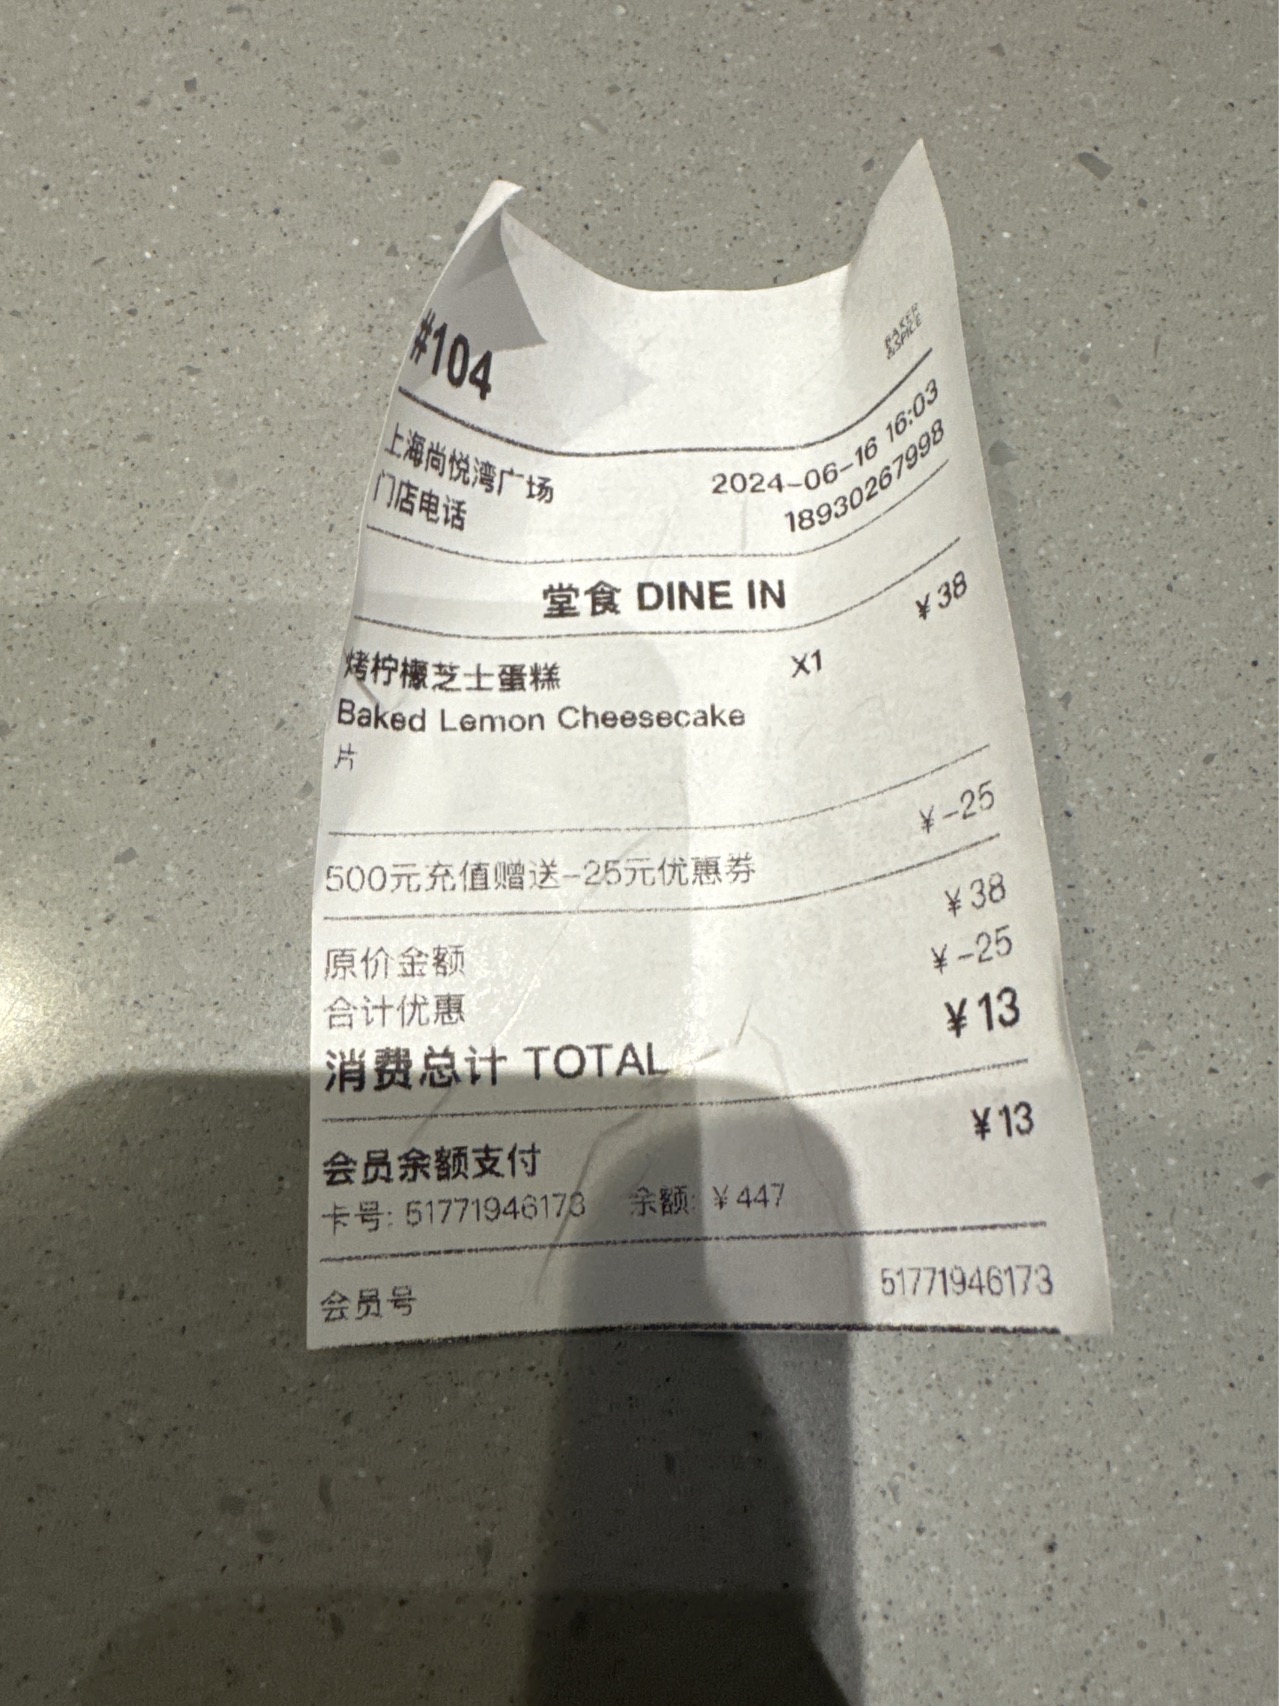 #104
BAKER
&SPICE
上海尚悦湾广场 2024-06-16 16:03
门店电话 18930267998
堂食 DINE IN
烤柠檬芝士蛋糕 X1 ¥38
Baked Lemon Cheesecake
片
500元充值赠送-25元优惠券 ¥-25
原价金额 ¥38
合计优惠 ¥-25
消费总计 TOTAL ¥13
会员余额支付 ¥13
卡号: 51771946173 余额: ¥447
会员号 51771946173